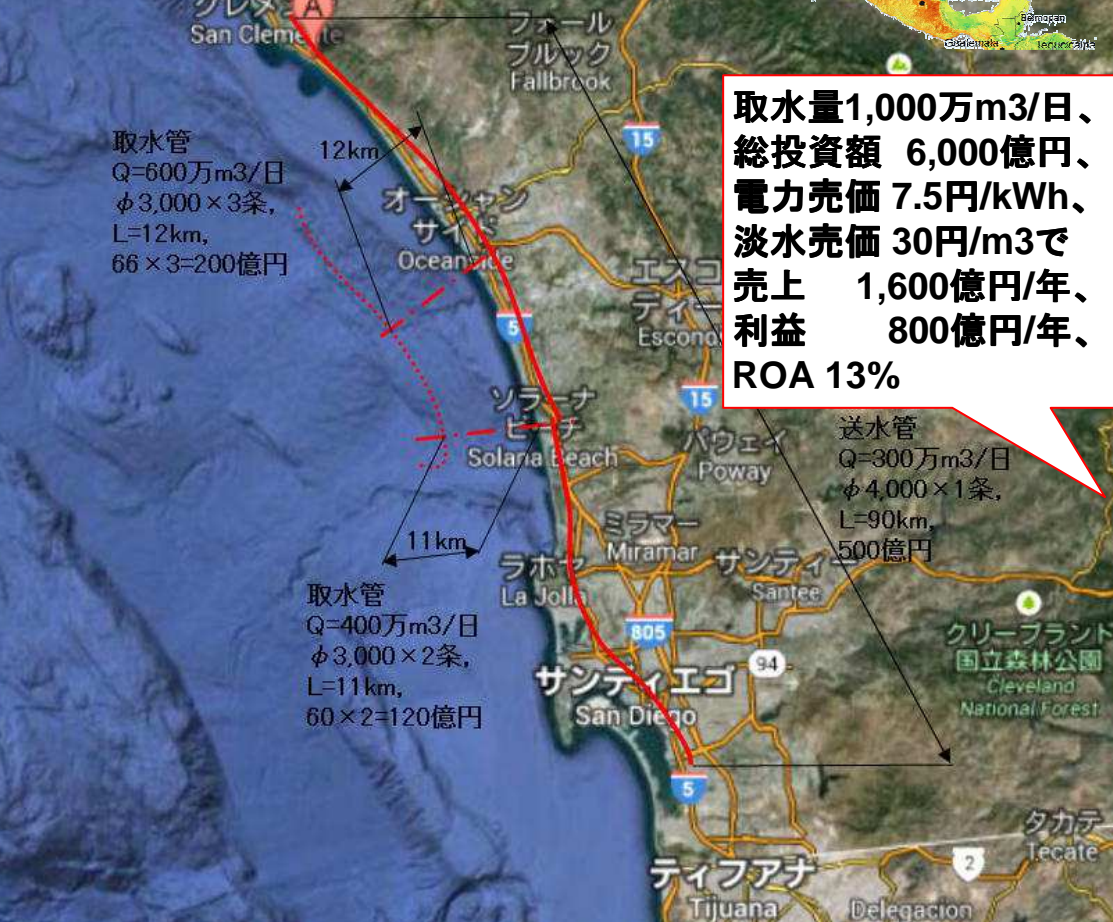 クレメンテ
A
San Clemente
フォール
ブルック
Fallbrook
Guatemala
15
取水管
Q=600万m3/日
φ3,000×3条,
L=12km,
66×3=200億円
12km
オーシャン
サイド
Oceanside
取水量1,000万m3/日、
総投資額 6,000億円、
電力売価 7.5円/kWh、
淡水売価 30円/m3で
売上 1,600億円/年、
利益 800億円/年、
ROA 13%
エスコ
ディー
Escono
5
15
ソラーナ
ビーチ
Solana Beach
パウェイ
Poway
送水管
Q=300万m3/日
φ4,000×1条,
L=90km,
500億円
11km
ミラマー
Miramar
ラホヤ
La Jolla
サンティー
Santee
取水管
Q=400万m3/日
φ3,000×2条,
L=11km,
60×2=120億円
805
94
クリーブランド
国立森林公園
Cleveland
National Forest
サンディエゴ
San Diego
5
タカテ
Tecate
2
ティフアナ
Tijuana
Delegacion